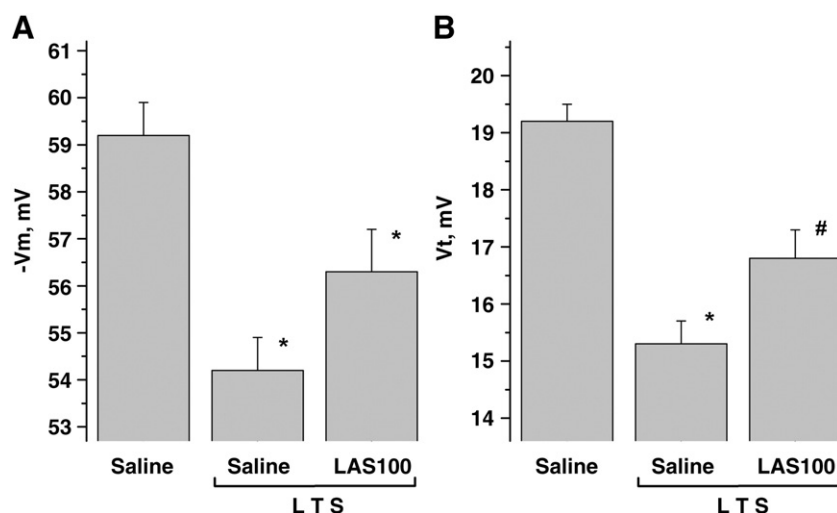 A
61
60
59
58
57
56
55
54
53
-Vm, mV
*
*
Saline
Saline
LAS100
L T S
B
20
19
18
17
16
15
14
Vt, mV
*
#
Saline
Saline
LAS100
L T S